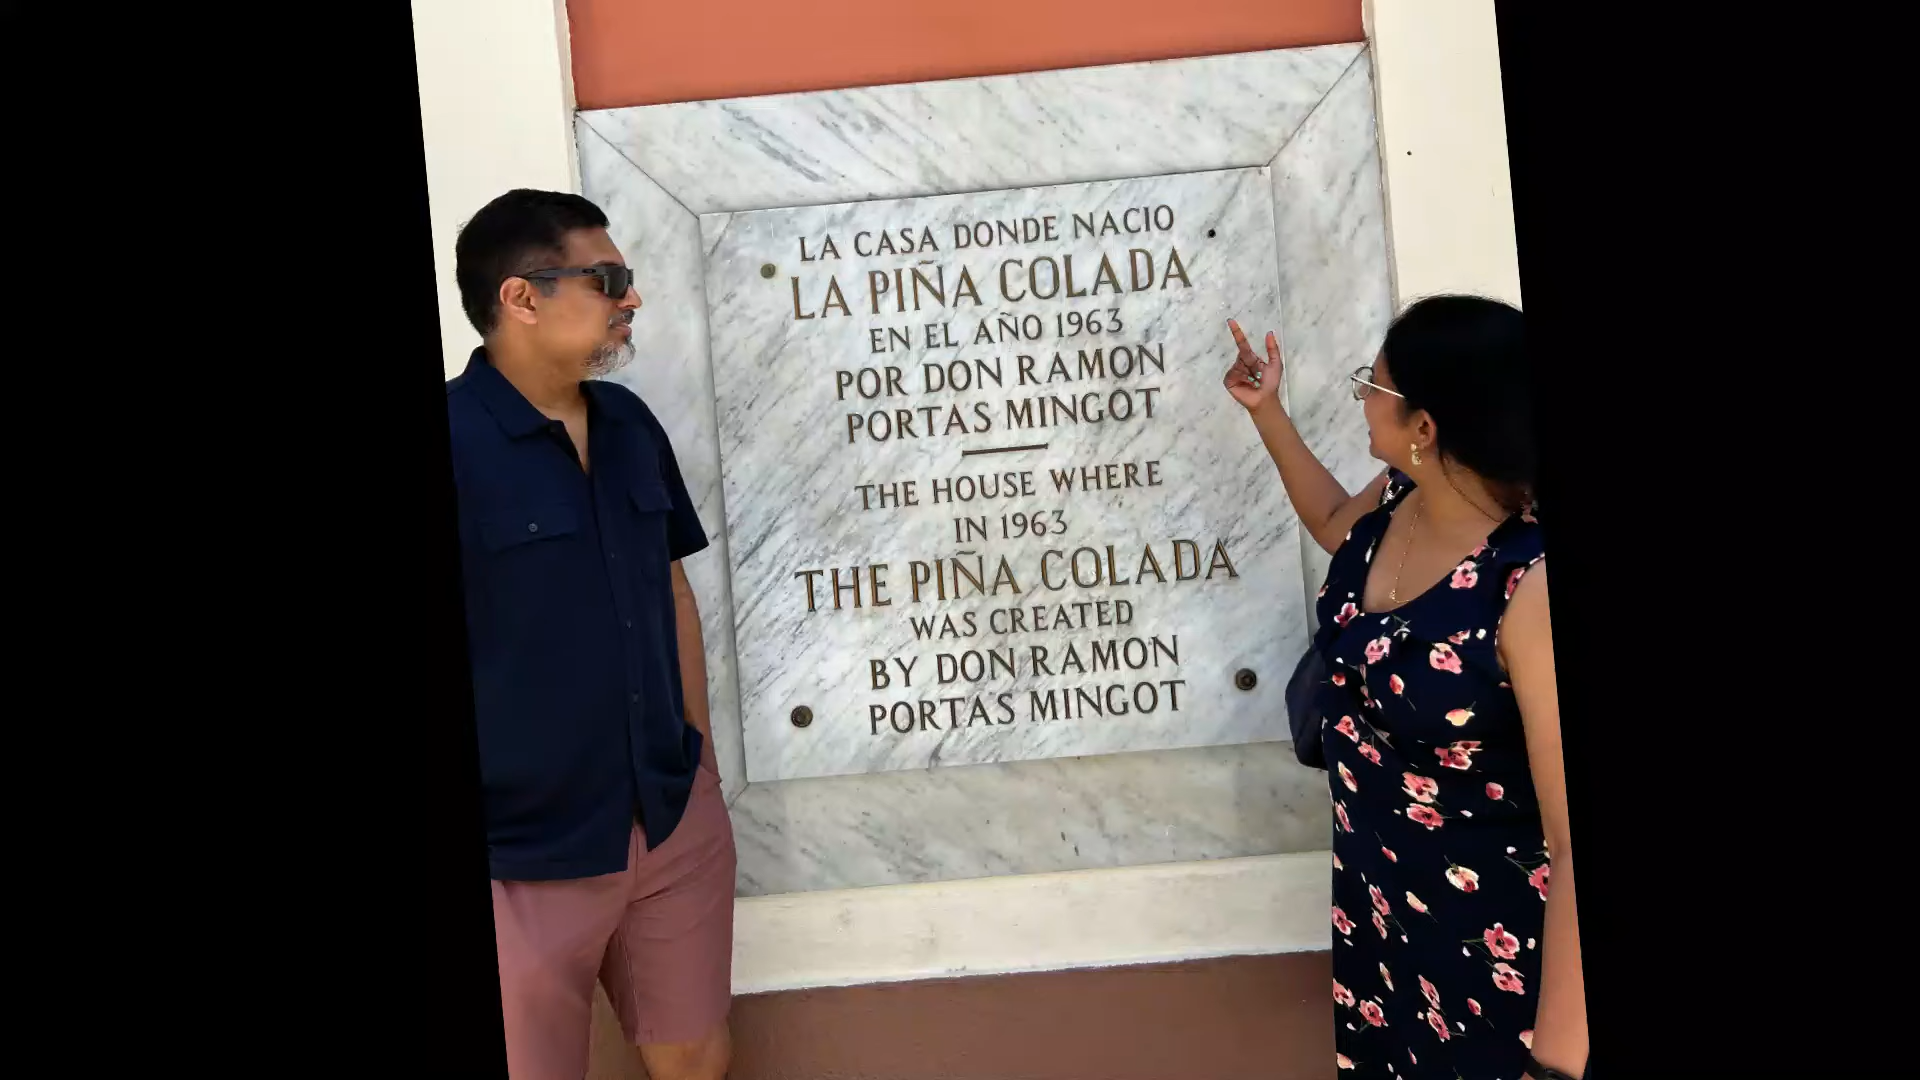 LA CASA DONDE NACIO
LA PIÑA COLADA
EN EL AÑO 1963
POR DON RAMON
PORTAS MINGOT
THE HOUSE WHERE
IN 1963
THE PIÑA COLADA
WAS CREATED
BY DON RAMON
PORTAS MINGOT